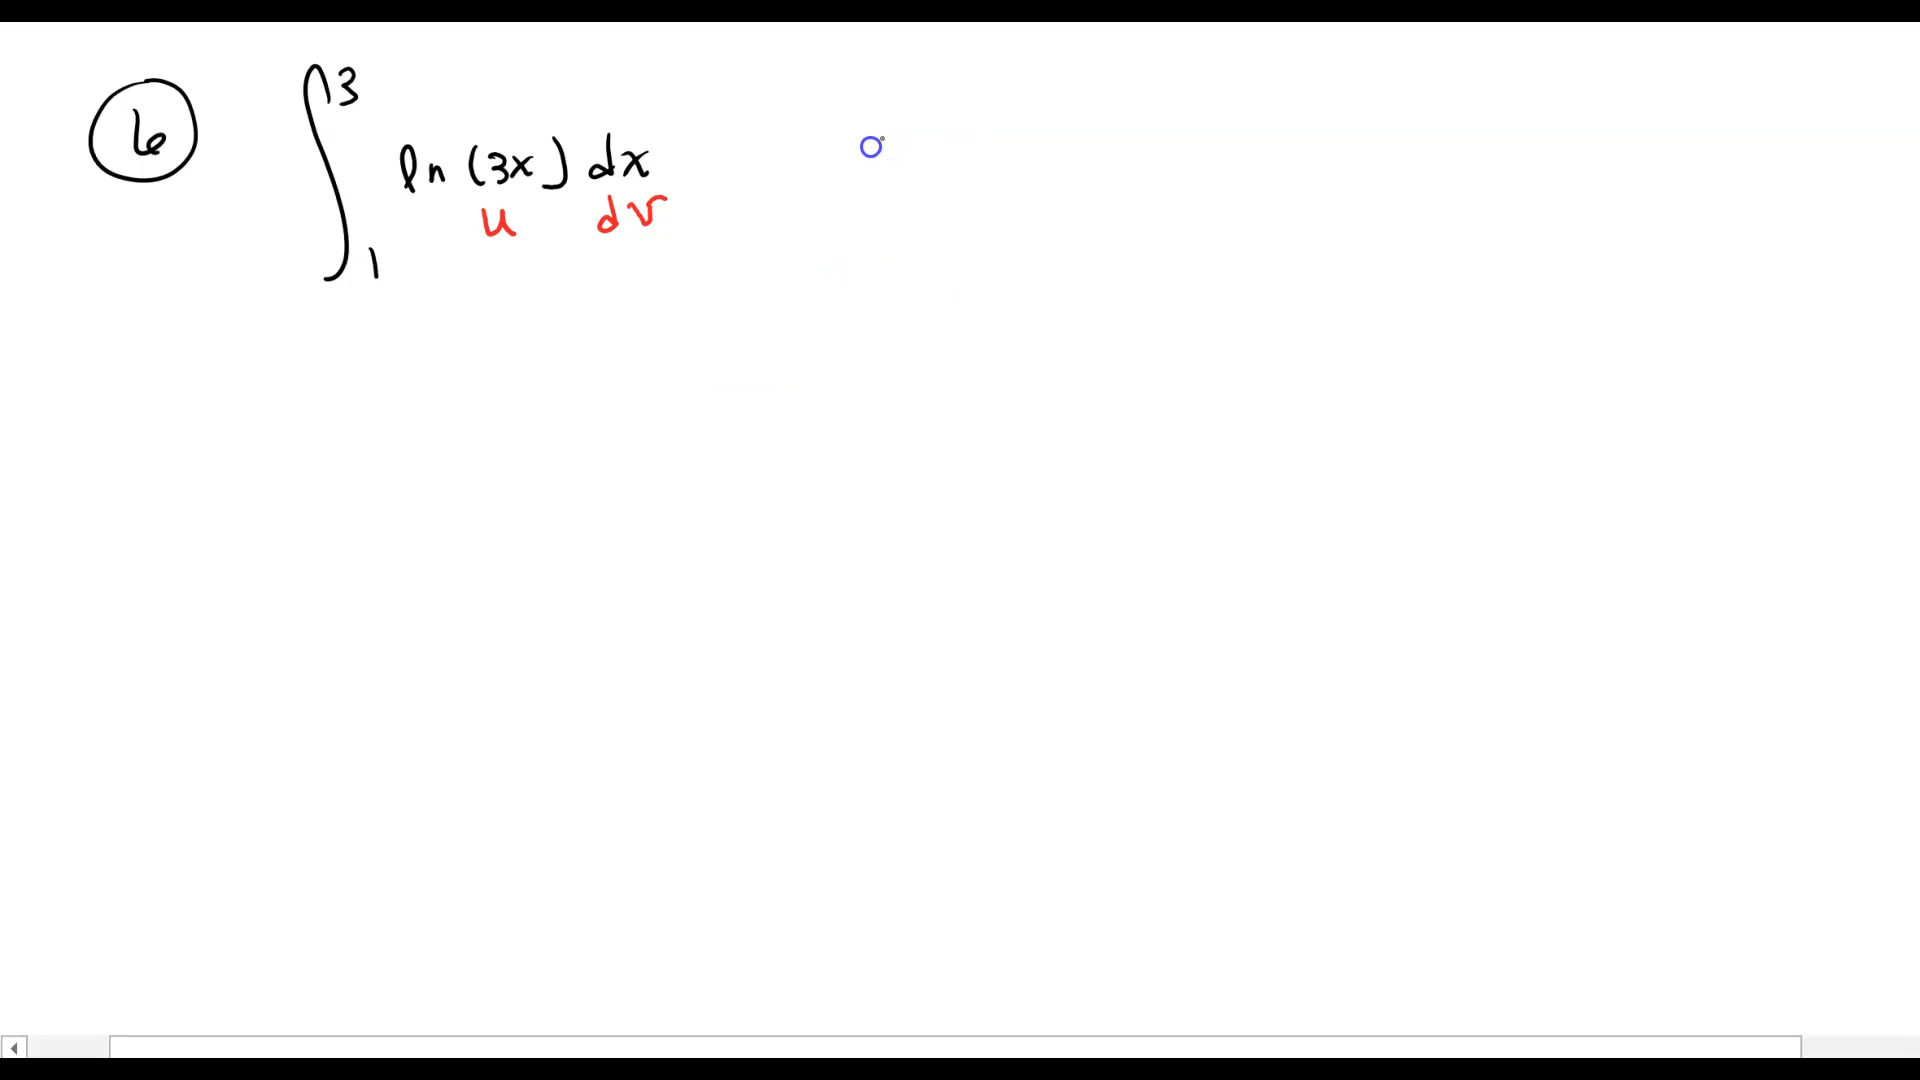 6 ∫₁³ ln (3x) dx
u dv